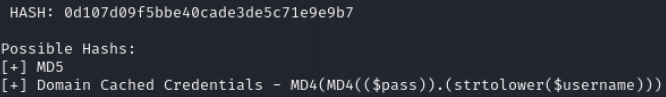 HASH: 0d107d09f5bbe40cade3de5c71e9e9b7
Possible Hashs:
[+] MD5
[+] Domain Cached Credentials - MD4(MD4(($pass)).(strtolower($username)))